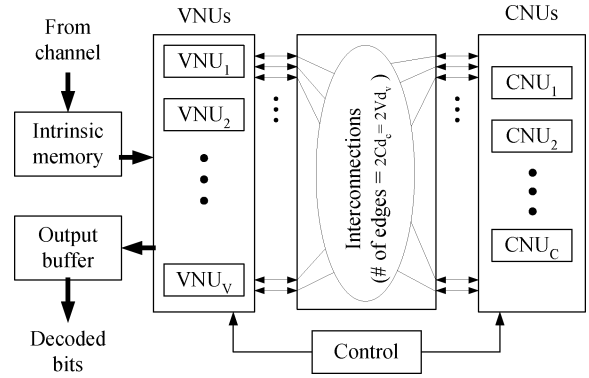 VNUs
CNUs
From
channel
Intrinsic
memory
Output
buffer
Decoded
bits
VNU1
VNU2
VNUV
Interconnections
(# of edges = 2Cdc = 2Vdv)
CNU1
CNU2
CNUC
Control